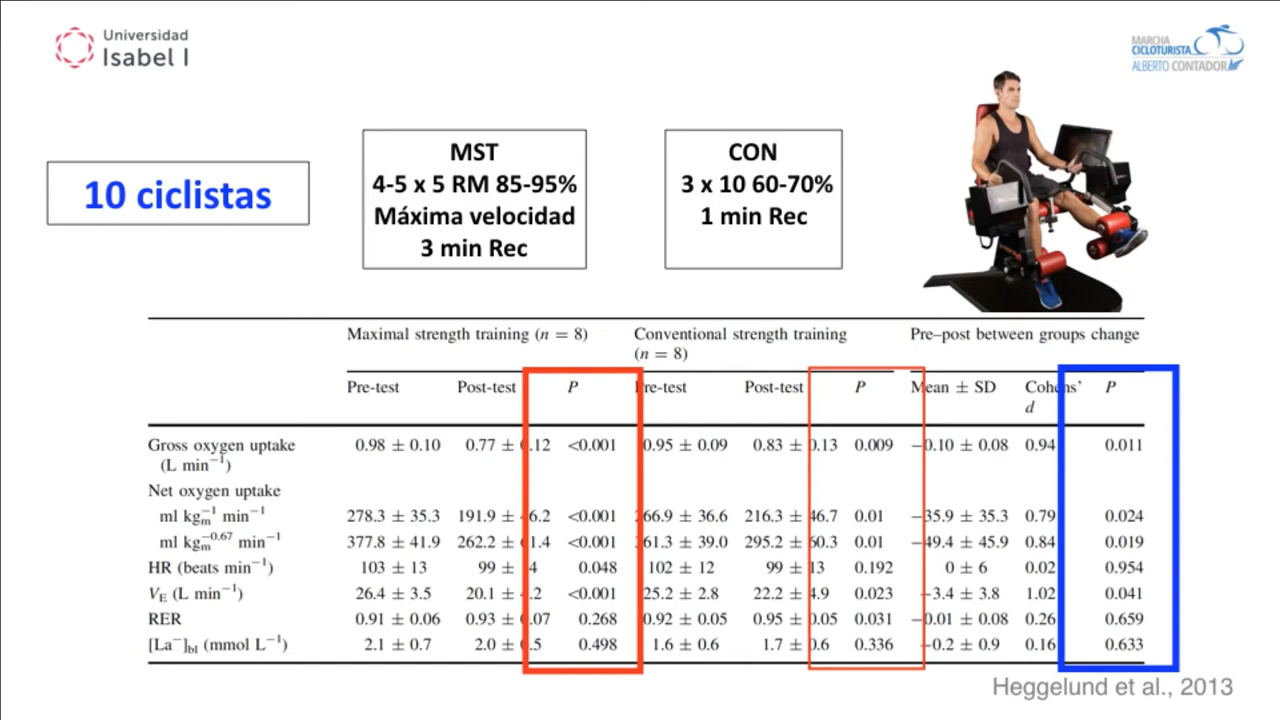 Universidad
Isabel I
MARCHA
CICLOTURISTA
ALBERTO CONTADOR
10 ciclistas
MST
4-5 x 5 RM 85-95%
Máxima velocidad
3 min Rec
CON
3 x 10 60-70%
1 min Rec
Maximal strength training (n = 8) Conventional strength training (n = 8) Pre–post between groups change
Pre-test Post-test P Pre-test Post-test P Mean ± SD Cohens' d P
Gross oxygen uptake (L min⁻¹) 0.98 ± 0.10 0.77 ± 0.12 <0.001 0.95 ± 0.09 0.83 ± 0.13 0.009 −0.10 ± 0.08 0.94 0.011
Net oxygen uptake
ml kgₘ⁻¹ min⁻¹ 278.3 ± 35.3 191.9 ± 46.2 <0.001 266.9 ± 36.6 216.3 ± 46.7 0.01 −35.9 ± 35.3 0.79 0.024
ml kgₘ⁻⁰·⁶⁷ min⁻¹ 377.8 ± 41.9 262.2 ± 61.4 <0.001 361.3 ± 39.0 295.2 ± 60.3 0.01 −49.4 ± 45.9 0.84 0.019
HR (beats min⁻¹) 103 ± 13 99 ± 4 0.048 102 ± 12 99 ± 13 0.192 0 ± 6 0.02 0.954
V_E (L min⁻¹) 26.4 ± 3.5 20.1 ± .2 <0.001 25.2 ± 2.8 22.2 ± 4.9 0.023 −3.4 ± 3.8 1.02 0.041
RER 0.91 ± 0.06 0.93 ± 0.07 0.268 0.92 ± 0.05 0.95 ± 0.05 0.031 −0.01 ± 0.08 0.26 0.659
[La⁻]bl (mmol L⁻¹) 2.1 ± 0.7 2.0 ± .5 0.498 1.6 ± 0.6 1.7 ± 0.6 0.336 −0.2 ± 0.9 0.16 0.633
Heggelund et al., 2013